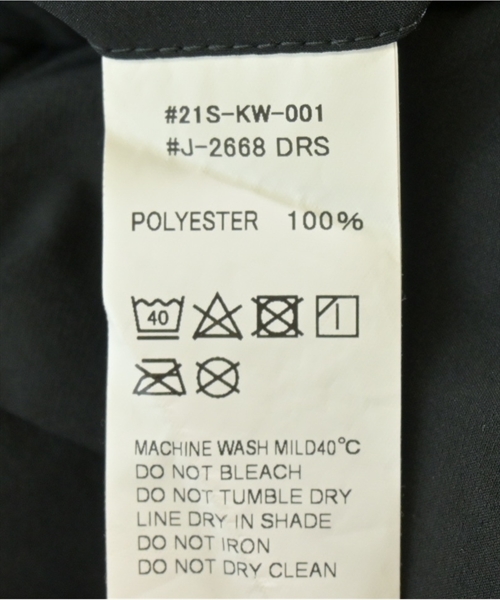 #21S-KW-001
#J-2668 DRS
POLYESTER 100%
40
MACHINE WASH MILD40°C
DO NOT BLEACH
DO NOT TUMBLE DRY
LINE DRY IN SHADE
DO NOT IRON
DO NOT DRY CLEAN